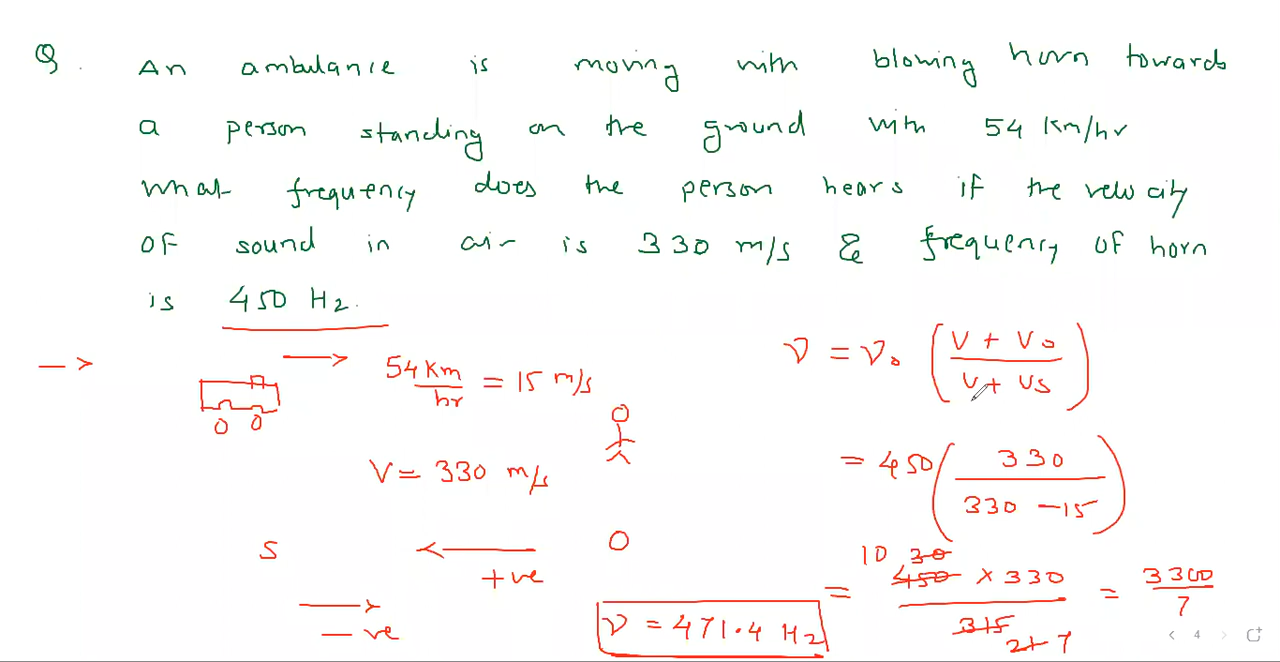 Q. An ambulance is moving with blowing horn towards
a person standing on the ground with 54 Km/hr
what frequency does the person hears if the velocity
of sound in air is 330 m/s & frequency of horn
is 450 Hz.
54 Km/hr = 15 m/s
V = 330 m/s
S ← +ve O
→ -ve
ν = ν₀ (V + Vo / V + Vs)
= 450 (330 / 330 - 15)
= 10 30 450 × 330 / 315 21 7 = 3300 / 7
ν = 471.4 Hz
< 4 >